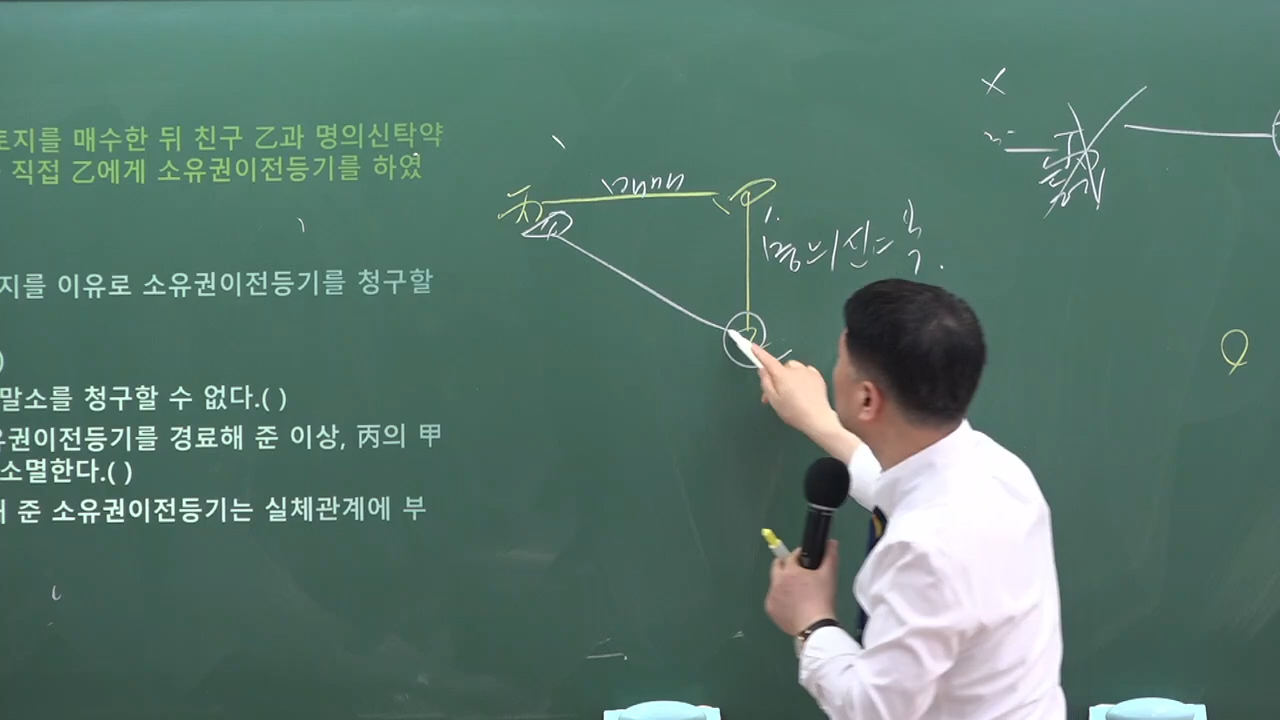 토지를 매수한 뒤 친구 乙과 명의신탁약
직접 乙에게 소유권이전등기를 하였
지를 이유로 소유권이전등기를 청구할
)
말소를 청구할 수 없다.( )
유권이전등기를 경료해 준 이상, 丙의 甲
소멸한다.( )
준 소유권이전등기는 실체관계에 부
丙 매매 甲
명의신탁